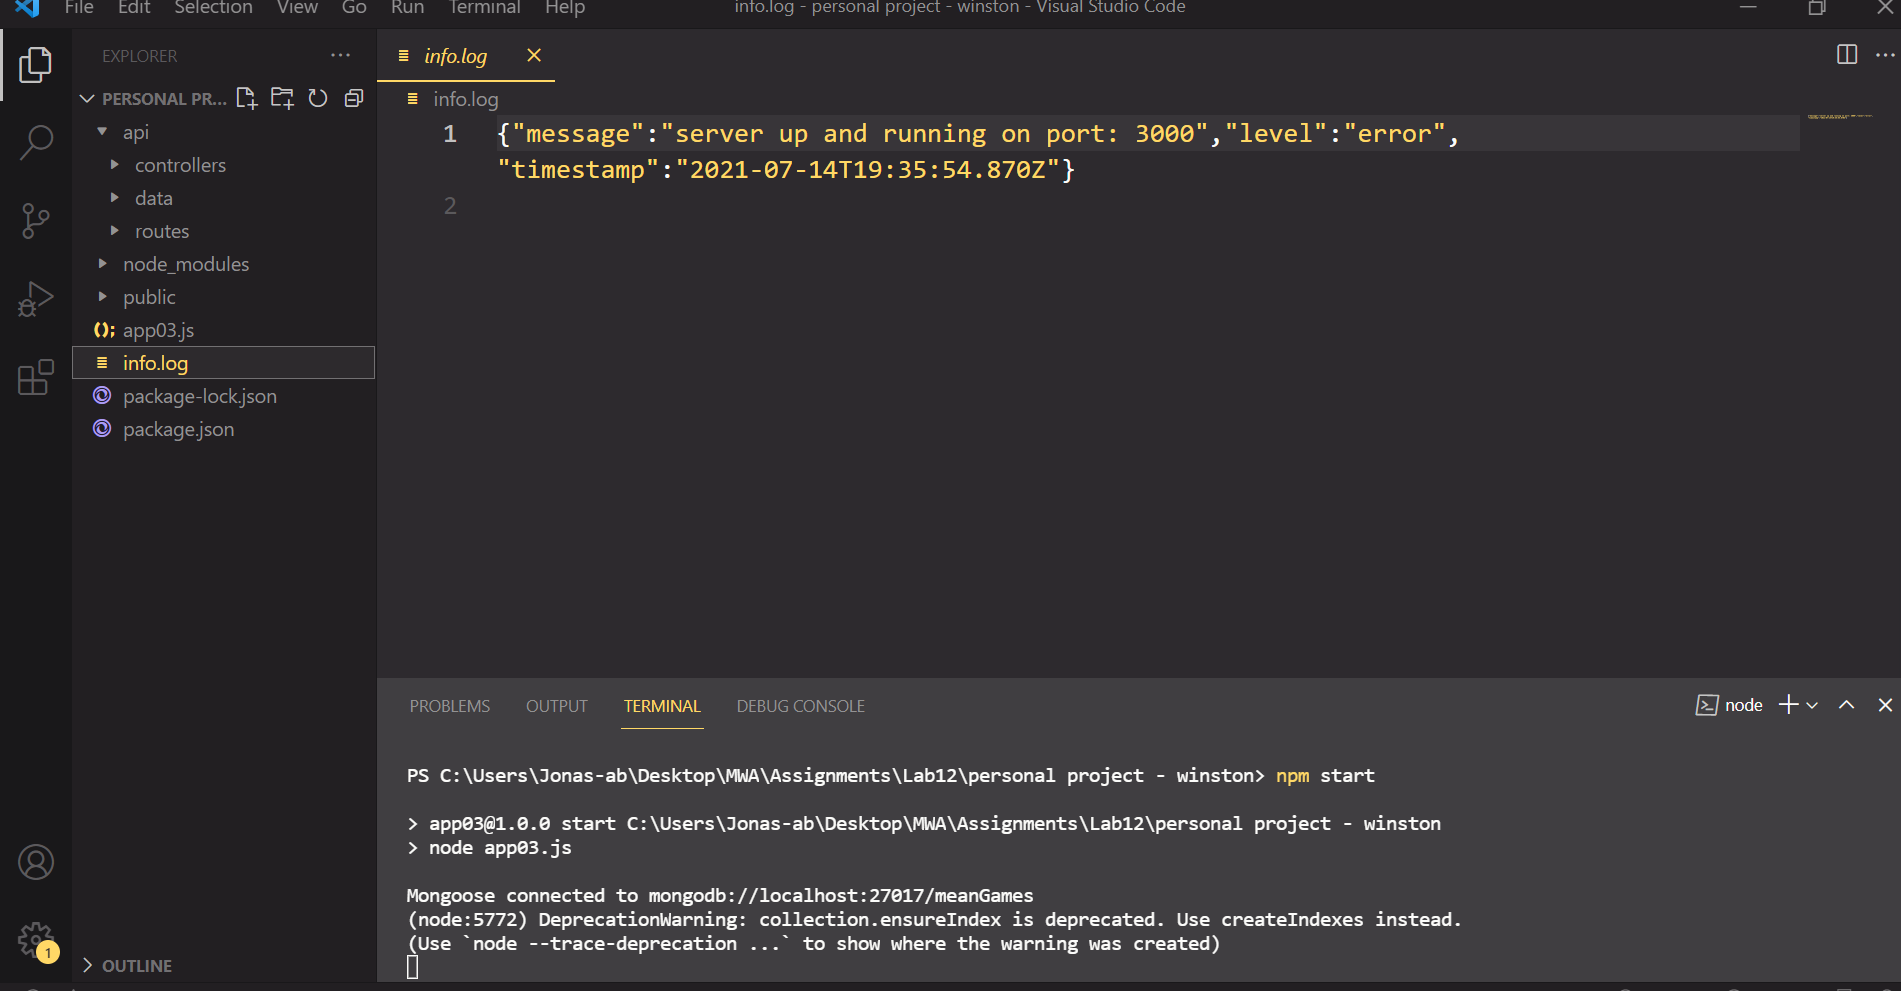 File Edit Selection View Go Run Terminal Help
info.log - personal project - winston - Visual Studio Code
EXPLORER
PERSONAL PR...
api
controllers
data
routes
node_modules
public
app03.js
info.log
package-lock.json
package.json
OUTLINE
1
info.log
info.log
1 {"message":"server up and running on port: 3000","level":"error",
"timestamp":"2021-07-14T19:35:54.870Z"}
2
PROBLEMS OUTPUT TERMINAL DEBUG CONSOLE
node
PS C:\Users\Jonas-ab\Desktop\MWA\Assignments\Lab12\personal project - winston> npm start
> app03@1.0.0 start C:\Users\Jonas-ab\Desktop\MWA\Assignments\Lab12\personal project - winston
> node app03.js
Mongoose connected to mongodb://localhost:27017/meanGames
(node:5772) DeprecationWarning: collection.ensureIndex is deprecated. Use createIndexes instead.
(Use `node --trace-deprecation ...` to show where the warning was created)